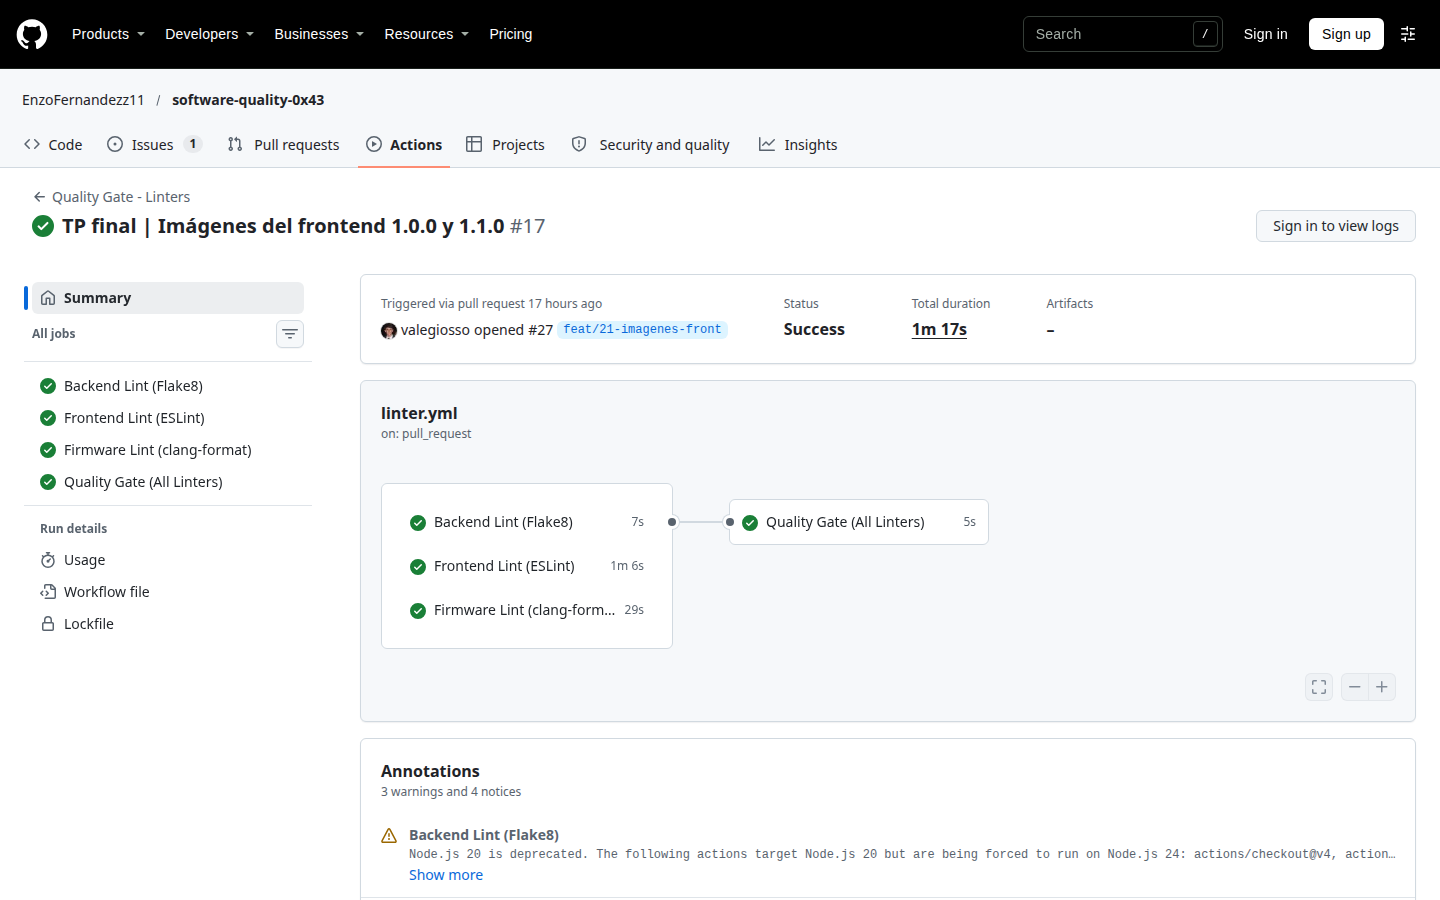 Products Developers Businesses Resources Pricing Search / Sign in Sign up
EnzoFernandezz11 / software-quality-0x43
Code Issues 1 Pull requests Actions Projects Security and quality Insights
Quality Gate - Linters
TP final | Imágenes del frontend 1.0.0 y 1.1.0 #17
Sign in to view logs
Summary
All jobs
Backend Lint (Flake8)
Frontend Lint (ESLint)
Firmware Lint (clang-format)
Quality Gate (All Linters)
Run details
Usage
Workflow file
Lockfile
Triggered via pull request 17 hours ago
valegiosso opened #27 feat/21-imagenes-front
Status
Success
Total duration
1m 17s
Artifacts
–
linter.yml
on: pull_request
Backend Lint (Flake8) 7s
Frontend Lint (ESLint) 1m 6s
Firmware Lint (clang-form... 29s
Quality Gate (All Linters) 5s
Annotations
3 warnings and 4 notices
Backend Lint (Flake8)
Node.js 20 is deprecated. The following actions target Node.js 20 but are being forced to run on Node.js 24: actions/checkout@v4, action…
Show more